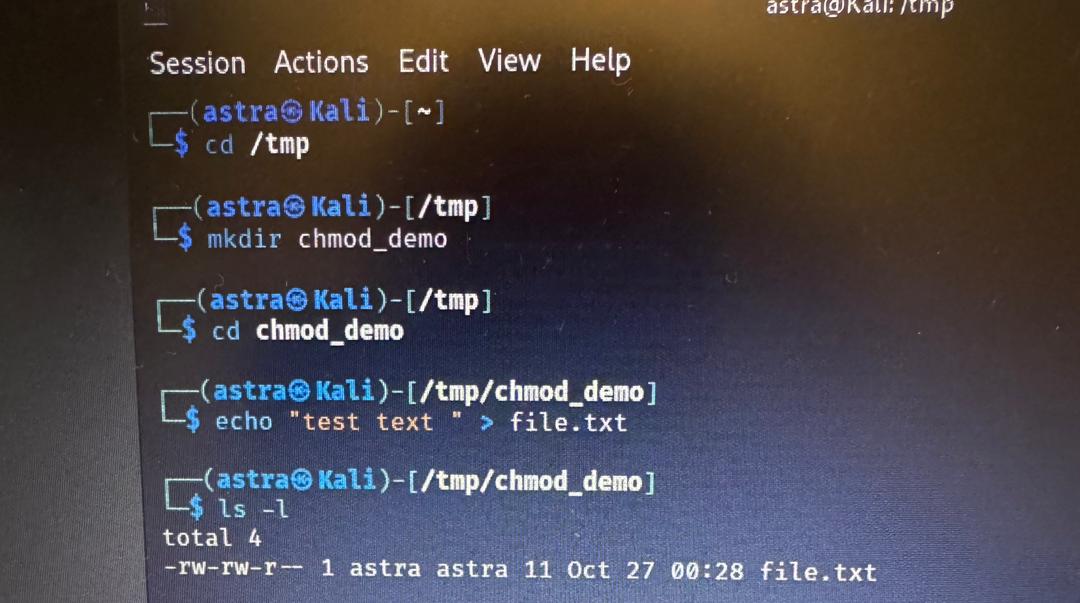 astra@Kali: /tmp
Session Actions Edit View Help
┌──(astra㉿Kali)-[~]
└─$ cd /tmp
┌──(astra㉿Kali)-[/tmp]
└─$ mkdir chmod_demo
┌──(astra㉿Kali)-[/tmp]
└─$ cd chmod_demo
┌──(astra㉿Kali)-[/tmp/chmod_demo]
└─$ echo "test text " > file.txt
┌──(astra㉿Kali)-[/tmp/chmod_demo]
└─$ ls -l
total 4
-rw-rw-r-- 1 astra astra 11 Oct 27 00:28 file.txt